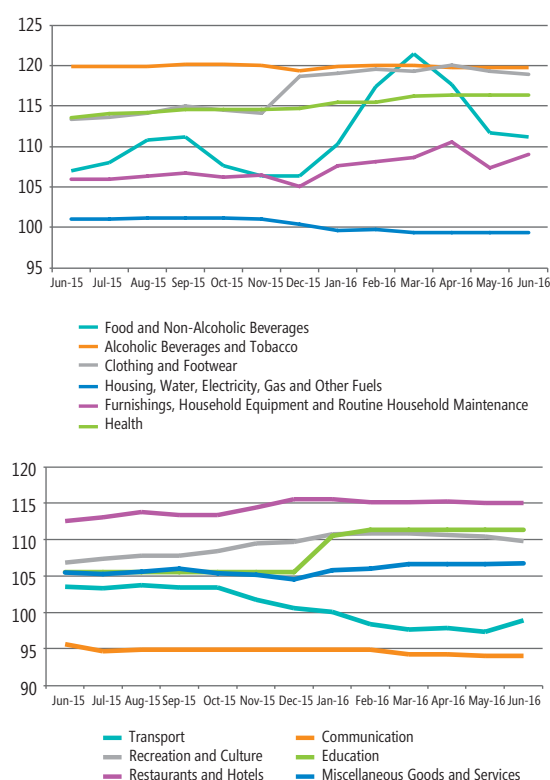 125
120
115
110
105
100
95
Jun-15 Jul-15 Aug-15 Sep-15 Oct-15 Nov-15 Dec-15 Jan-16 Feb-16 Mar-16 Apr-16 May-16 Jun-16
Food and Non-Alcoholic Beverages
Alcoholic Beverages and Tobacco
Clothing and Footwear
Housing, Water, Electricity, Gas and Other Fuels
Furnishings, Household Equipment and Routine Household Maintenance
Health
120
115
110
105
100
95
90
Jun-15 Jul-15 Aug-15 Sep-15 Oct-15 Nov-15 Dec-15 Jan-16 Feb-16 Mar-16 Apr-16 May-16 Jun-16
Transport Communication
Recreation and Culture Education
Restaurants and Hotels Miscellaneous Goods and Services